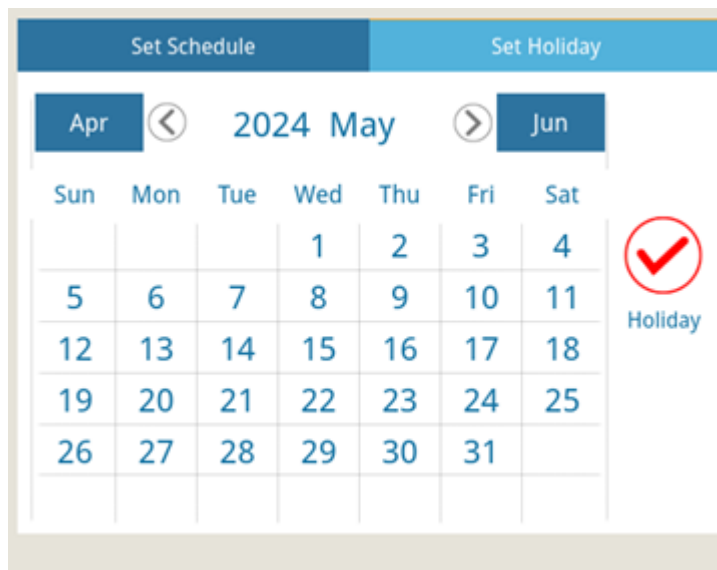 Set Schedule Set Holiday
Apr 2024 May Jun
Sun Mon Tue Wed Thu Fri Sat
1 2 3 4
5 6 7 8 9 10 11
Holiday
12 13 14 15 16 17 18
19 20 21 22 23 24 25
26 27 28 29 30 31